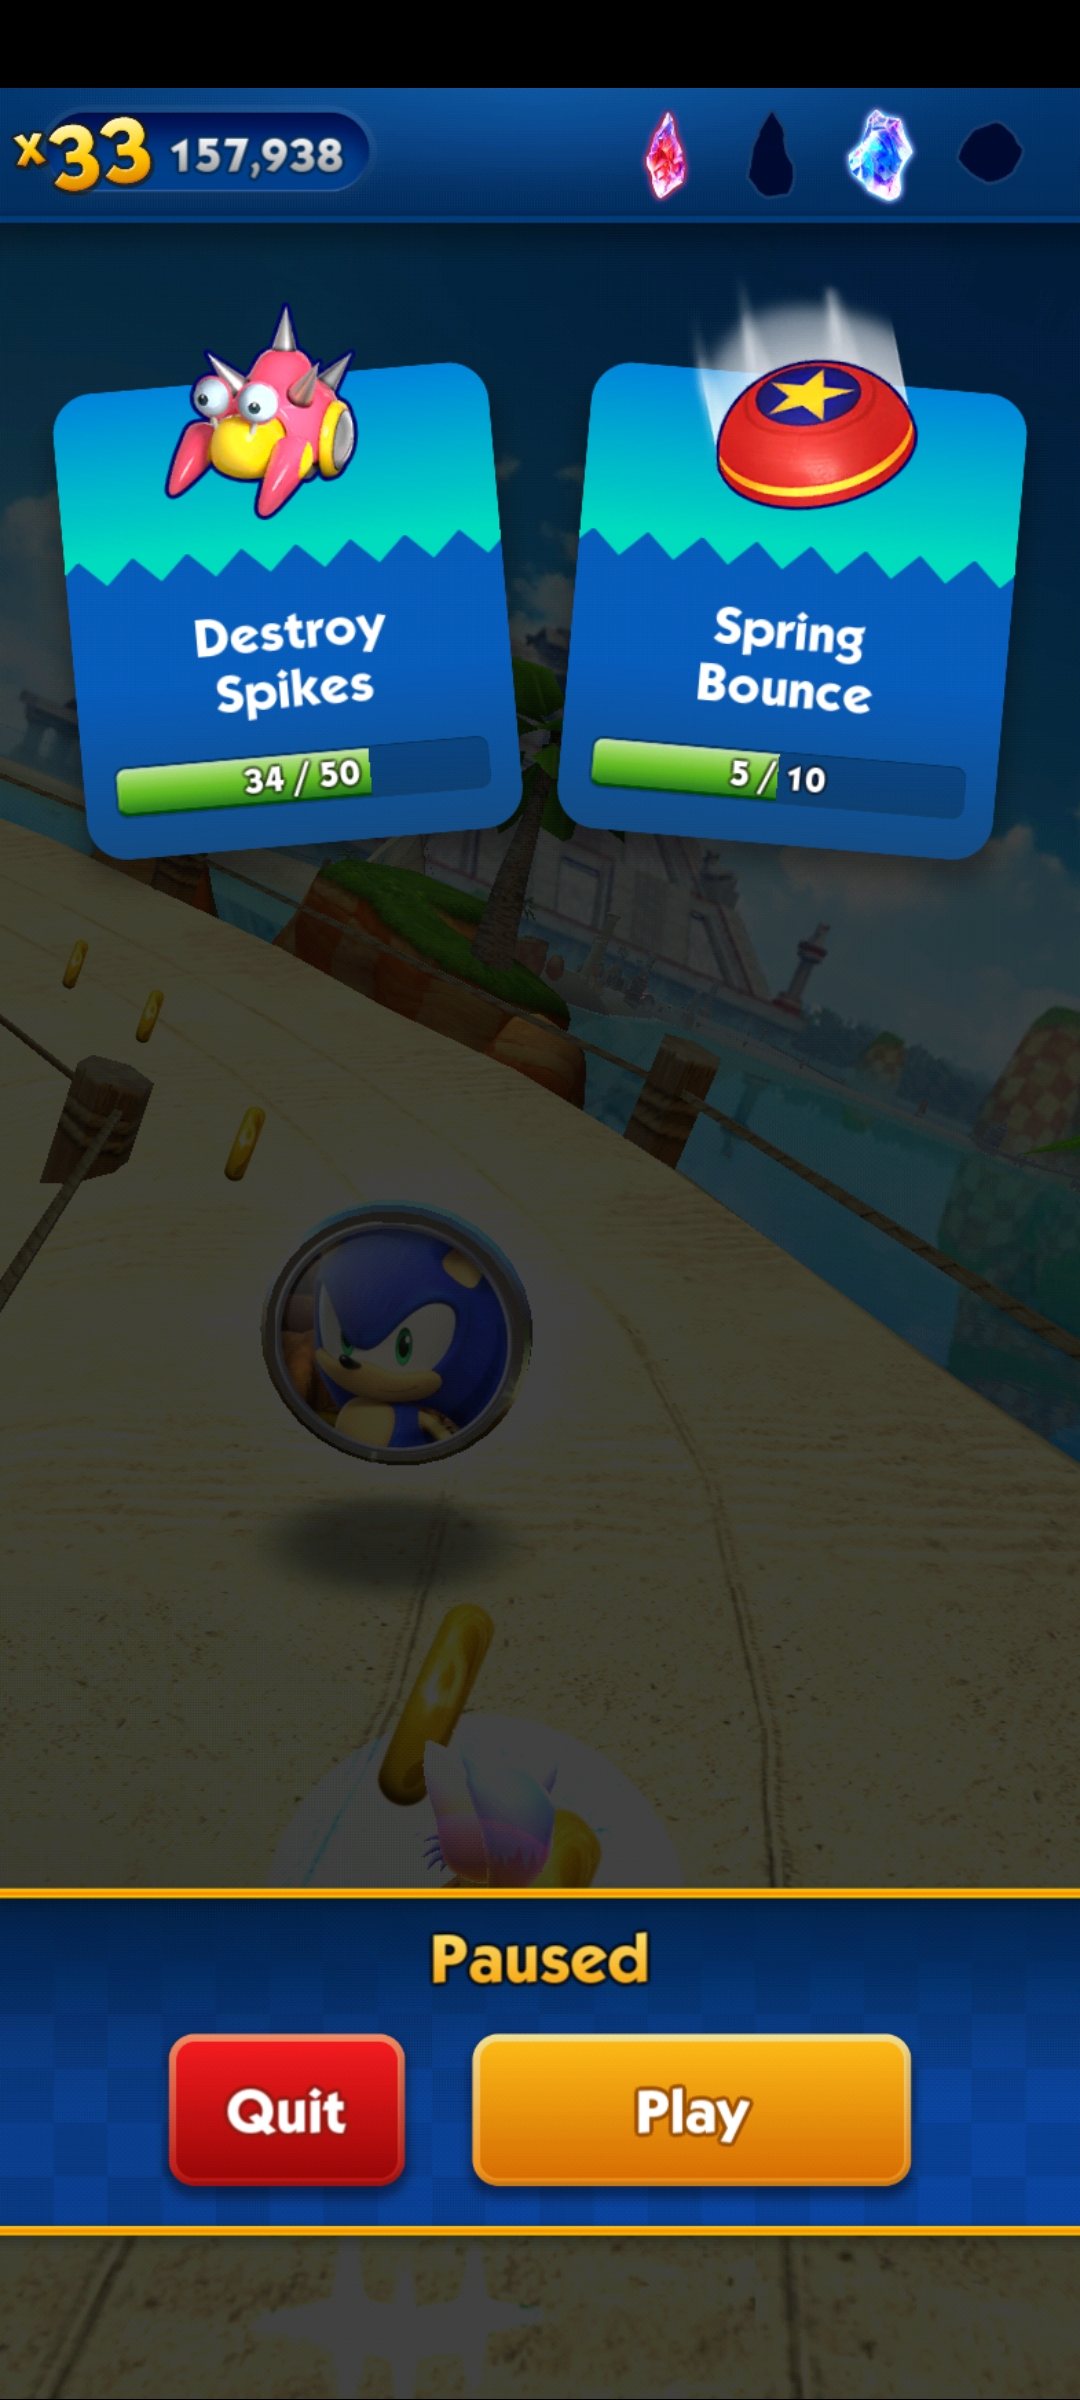 x33 157,938
Destroy
Spikes
34 / 50
Spring
Bounce
5 / 10
Paused
Quit
Play